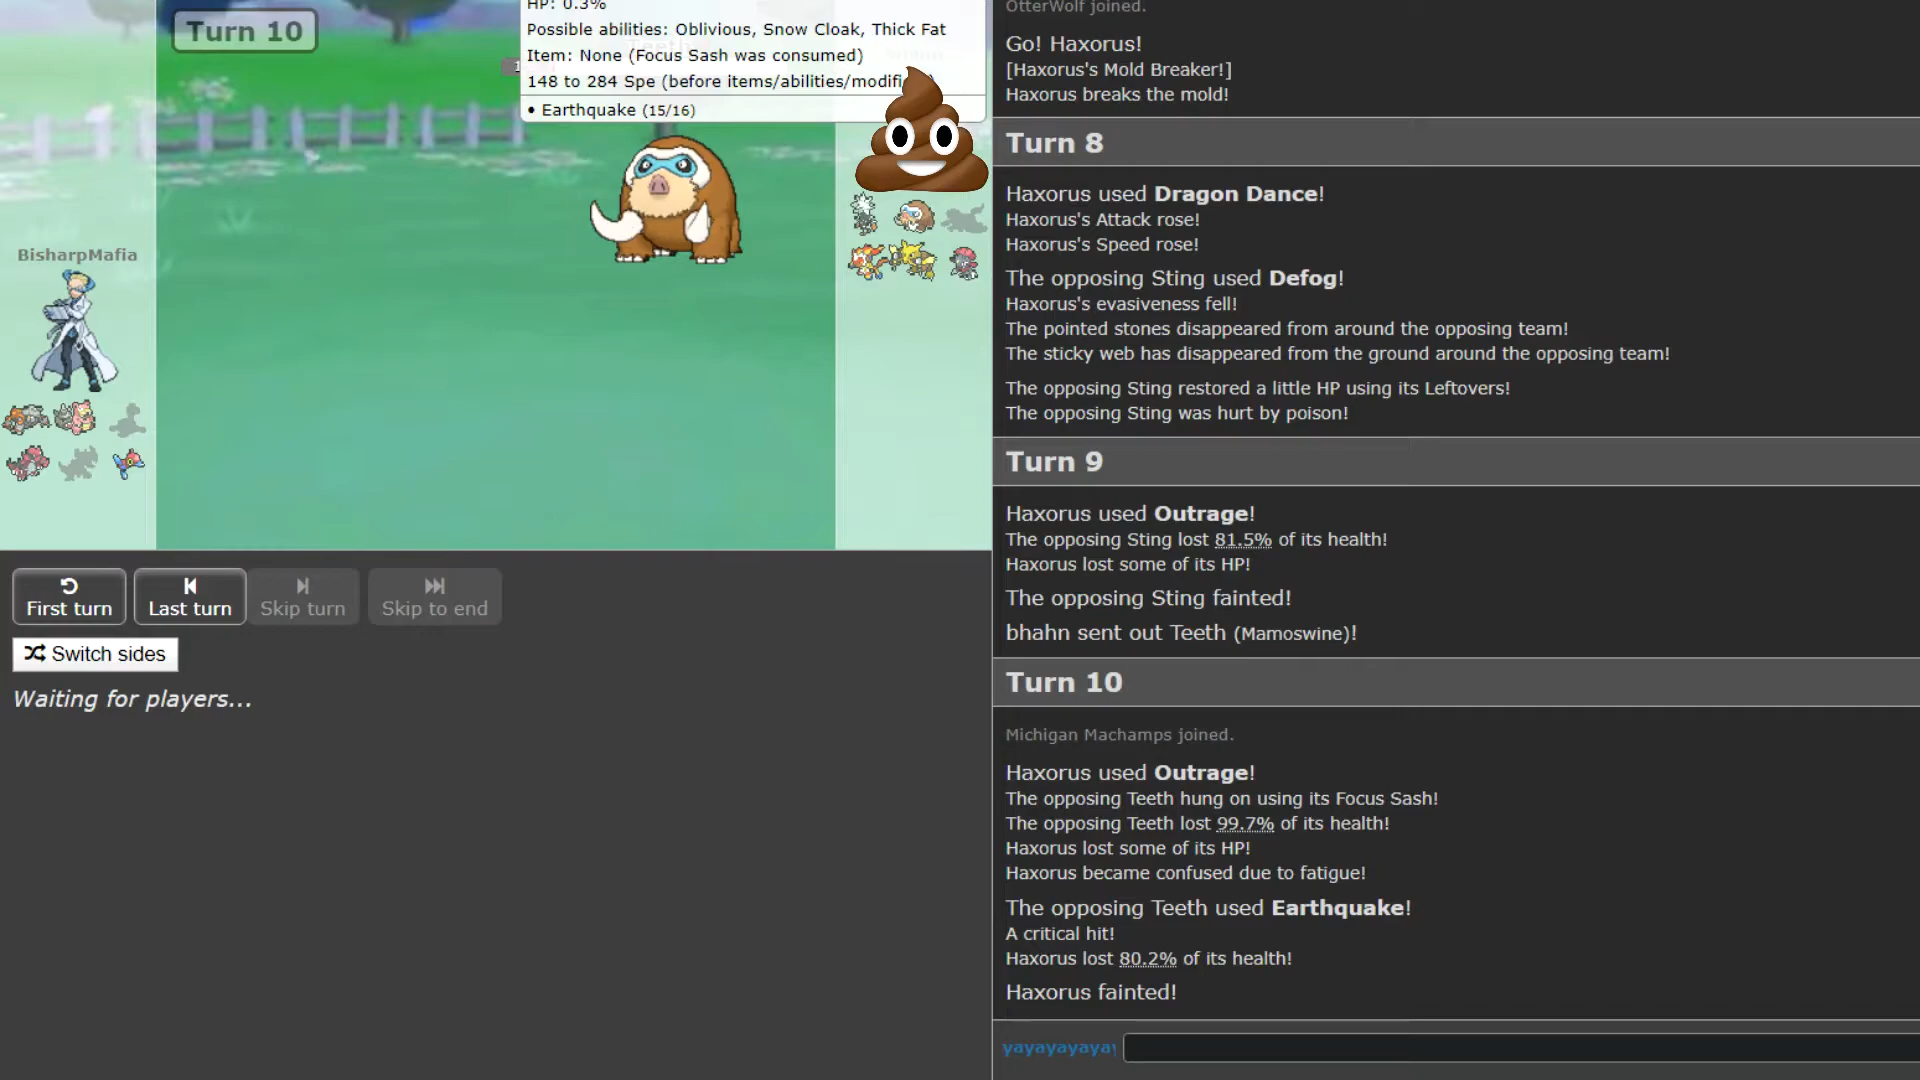 Turn 10
HP: 0.3%
Possible abilities: Oblivious, Snow Cloak, Thick Fat
Item: None (Focus Sash was consumed)
148 to 284 Spe (before items/abilities/modifi
• Earthquake (15/16)
BisharpMafia
First turn
Last turn
Skip turn
Skip to end
Switch sides
Waiting for players...
OtterWolf joined.
Go! Haxorus!
[Haxorus's Mold Breaker!]
Haxorus breaks the mold!
Turn 8
Haxorus used Dragon Dance!
Haxorus's Attack rose!
Haxorus's Speed rose!
The opposing Sting used Defog!
Haxorus's evasiveness fell!
The pointed stones disappeared from around the opposing team!
The sticky web has disappeared from the ground around the opposing team!
The opposing Sting restored a little HP using its Leftovers!
The opposing Sting was hurt by poison!
Turn 9
Haxorus used Outrage!
The opposing Sting lost 81.5% of its health!
Haxorus lost some of its HP!
The opposing Sting fainted!
bhahn sent out Teeth (Mamoswine)!
Turn 10
Michigan Machamps joined.
Haxorus used Outrage!
The opposing Teeth hung on using its Focus Sash!
The opposing Teeth lost 99.7% of its health!
Haxorus lost some of its HP!
Haxorus became confused due to fatigue!
The opposing Teeth used Earthquake!
A critical hit!
Haxorus lost 80.2% of its health!
Haxorus fainted!
yayayayaya